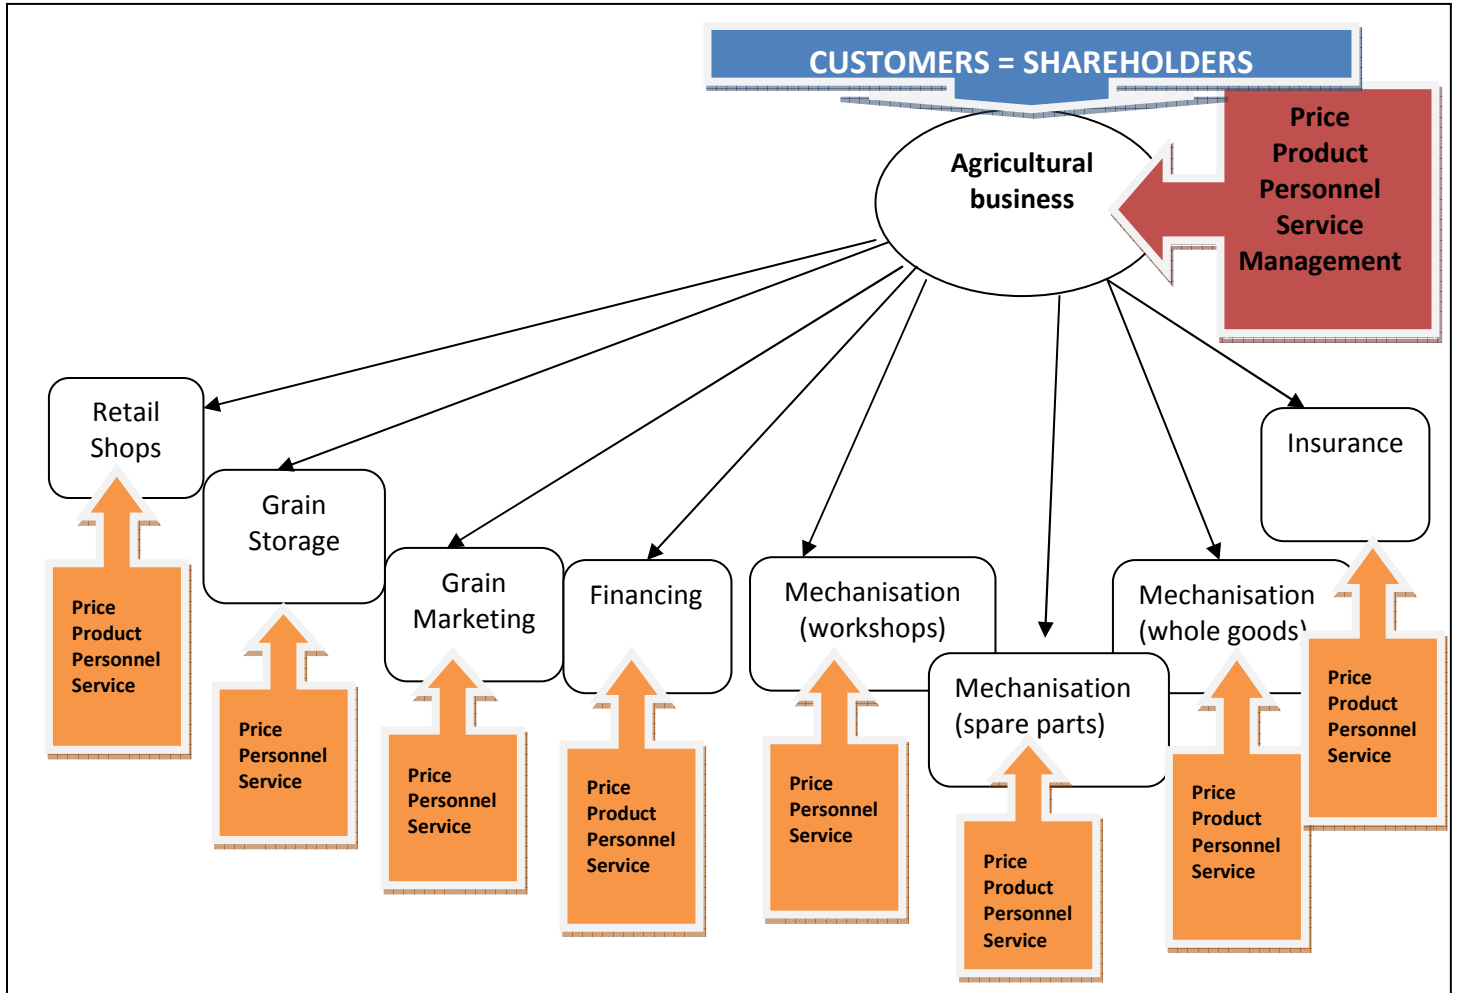 CUSTOMERS = SHAREHOLDERS
Agricultural
business
Price
Product
Personnel
Service
Management
Retail
Shops
Price
Product
Personnel
Service
Grain
Storage
Price
Personnel
Service
Grain
Marketing
Price
Personnel
Service
Financing
Price
Product
Personnel
Service
Mechanisation
(workshops)
Price
Personnel
Service
Mechanisation
(spare parts)
Price
Product
Personnel
Service
Mechanisation
(whole goods)
Price
Product
Personnel
Service
Insurance
Price
Product
Personnel
Service